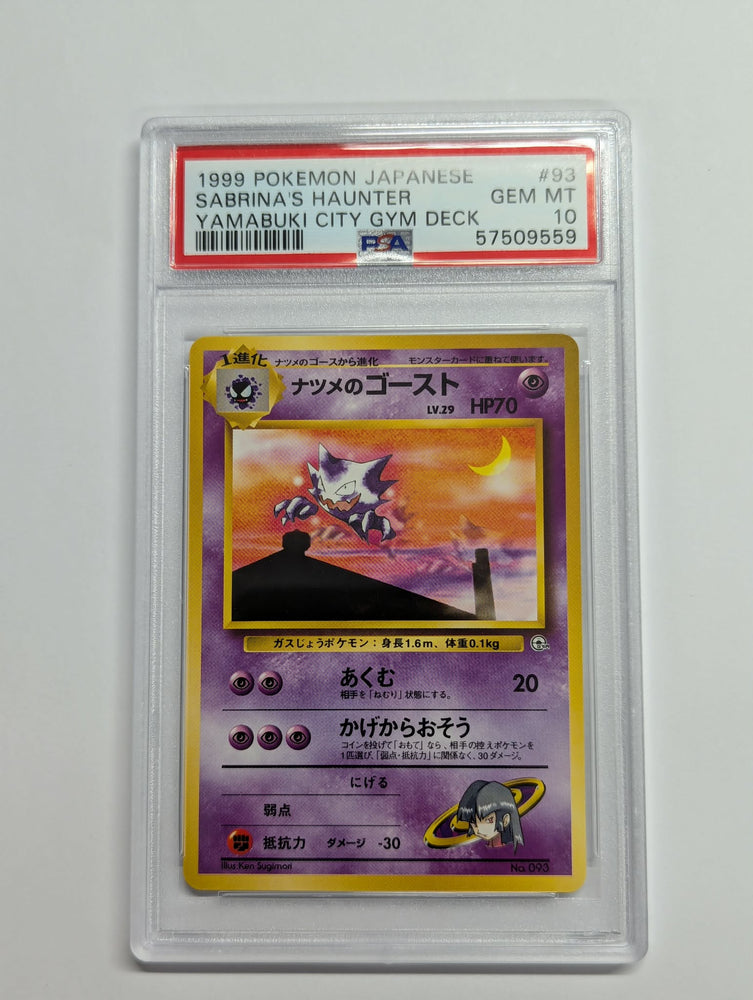 1999 POKEMON JAPANESE #93
SABRINA'S HAUNTER GEM MT
YAMABUKI CITY GYM DECK 10
PSA 57509559
1進化 ナツメのゴースから進化 モンスターカードに重ねて使います。
ナツメのゴースト LV.29 HP70
ガスじょうポケモン:身長1.6m、体重0.1kg
あくむ 20
相手を「ねむり」状態にする。
かげからおそう
コインを投げて「おもて」なら、相手の控えポケモンを
1匹選び、「弱点・抵抗力」に関係なく、30ダメージ。
にげる
弱点
抵抗力 ダメージ -30
Illus.Ken Sugimori No.093